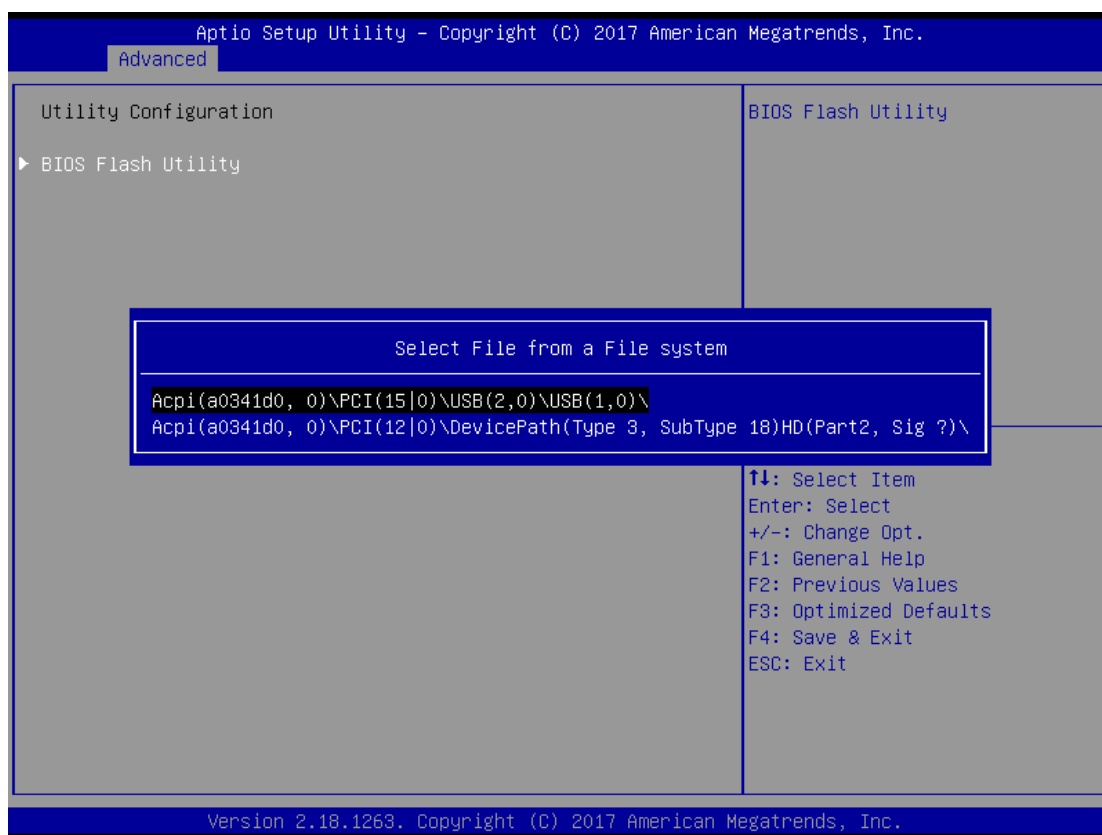 Aptio Setup Utility – Copyright (C) 2017 American Megatrends, Inc.
Advanced
Utility Configuration
BIOS Flash Utility
▶ BIOS Flash Utility
Select File from a File system
Acpi(a0341d0, 0)\PCI(15|0)\USB(2,0)\USB(1,0)\
Acpi(a0341d0, 0)\PCI(12|0)\DevicePath(Type 3, SubType 18)HD(Part2, Sig ?)\
↑↓: Select Item
Enter: Select
+/-: Change Opt.
F1: General Help
F2: Previous Values
F3: Optimized Defaults
F4: Save & Exit
ESC: Exit
Version 2.18.1263. Copyright (C) 2017 American Megatrends, Inc.